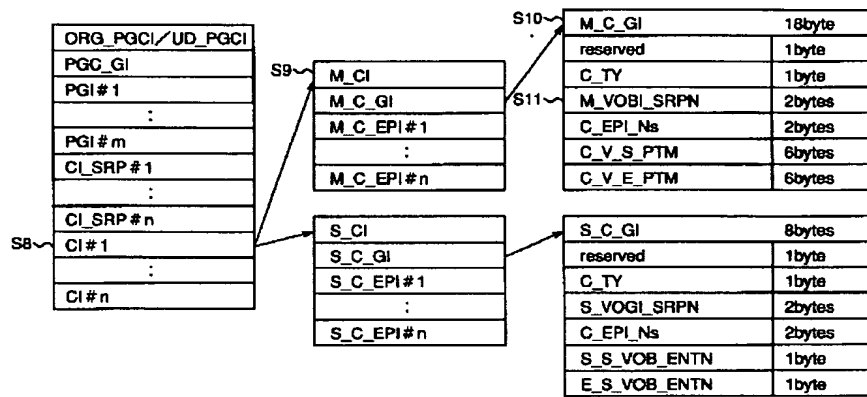 ORG_PGCI/UD_PGCI
PGC_GI
PGI#1
:
PGI#m
CI_SRP#1
:
CI_SRP#n
S8 CI#1
:
CI#n
S9 M_CI
M_C_GI
M_C_EPI#1
:
M_C_EPI#n
S_CI
S_C_GI
S_C_EPI#1
:
S_C_EPI#n
S10 M_C_GI 18byte
reserved 1byte
C_TY 1byte
S11 M_VOBI_SRPN 2bytes
C_EPI_Ns 2bytes
C_V_S_PTM 6bytes
C_V_E_PTM 6bytes
S_C_GI 8bytes
reserved 1byte
C_TY 1byte
S_VOGI_SRPN 2bytes
C_EPI_Ns 2bytes
S_S_VOB_ENTN 1byte
E_S_VOB_ENTN 1byte